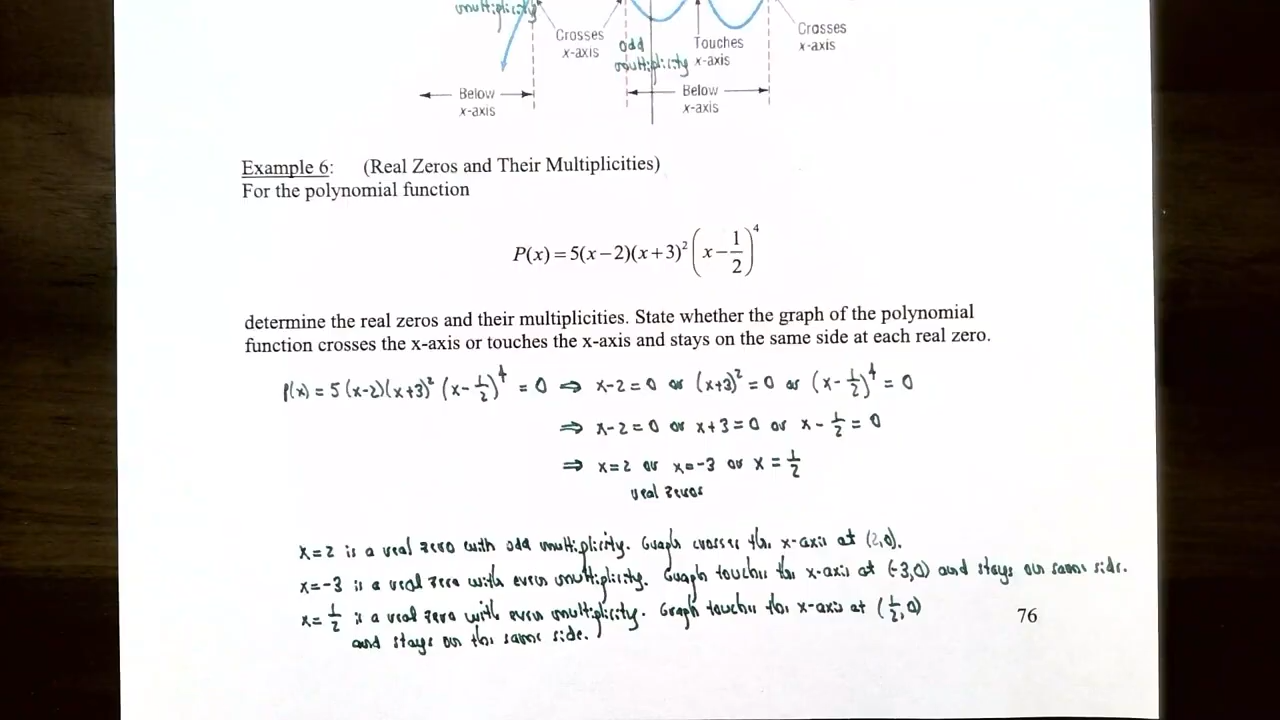 multiplicity
Crosses
x-axis
odd
multiplicity
Touches
x-axis
Crosses
x-axis
Below
x-axis
Below
x-axis
Example 6: (Real Zeros and Their Multiplicities)
For the polynomial function
P(x) = 5(x−2)(x+3)²(x−1/2)⁴
determine the real zeros and their multiplicities. State whether the graph of the polynomial
function crosses the x-axis or touches the x-axis and stays on the same side at each real zero.
P(x) = 5(x-2)(x+3)²(x-1/2)⁴ = 0 ⇒ x-2=0 or (x+3)²=0 or (x-1/2)⁴=0
⇒ x-2=0 or x+3=0 or x-1/2=0
⇒ x=2 or x=-3 or x=1/2
real zeros
x=2 is a real zero with odd multiplicity. Graph crosses the x-axis at (2,0).
x=-3 is a real zero with even multiplicity. Graph touches the x-axis at (-3,0) and stays on same side.
x=1/2 is a real zero with even multiplicity. Graph touches the x-axis at (1/2,0)
and stays on the same side.
76